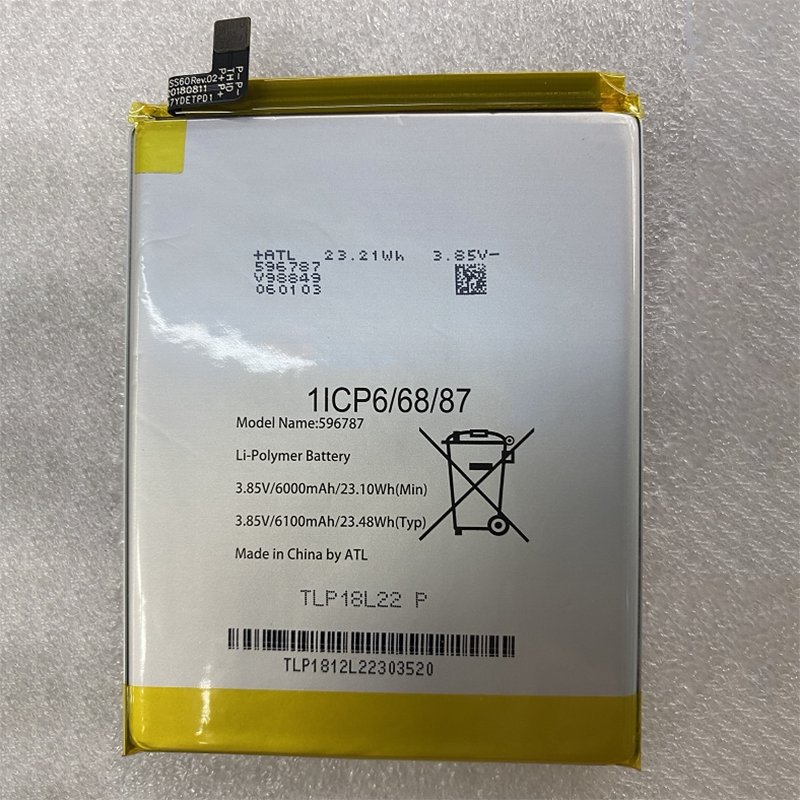 P-P-
THID
P+P+
SS60Rev.02
20180811
7YDETPD1
+ATL 23.21Wh 3.85V-
596787
V98849
060103
1ICP6/68/87
Model Name:596787
Li-Polymer Battery
3.85V/6000mAh/23.10Wh(Min)
3.85V/6100mAh/23.48Wh(Typ)
Made in China by ATL
TLP18L22 P
TLP1812L22303520